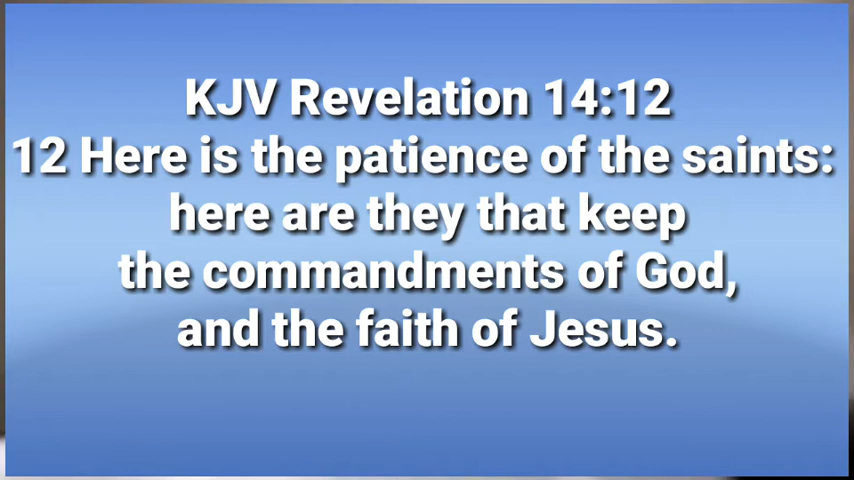 KJV Revelation 14:12
12 Here is the patience of the saints:
here are they that keep
the commandments of God,
and the faith of Jesus.